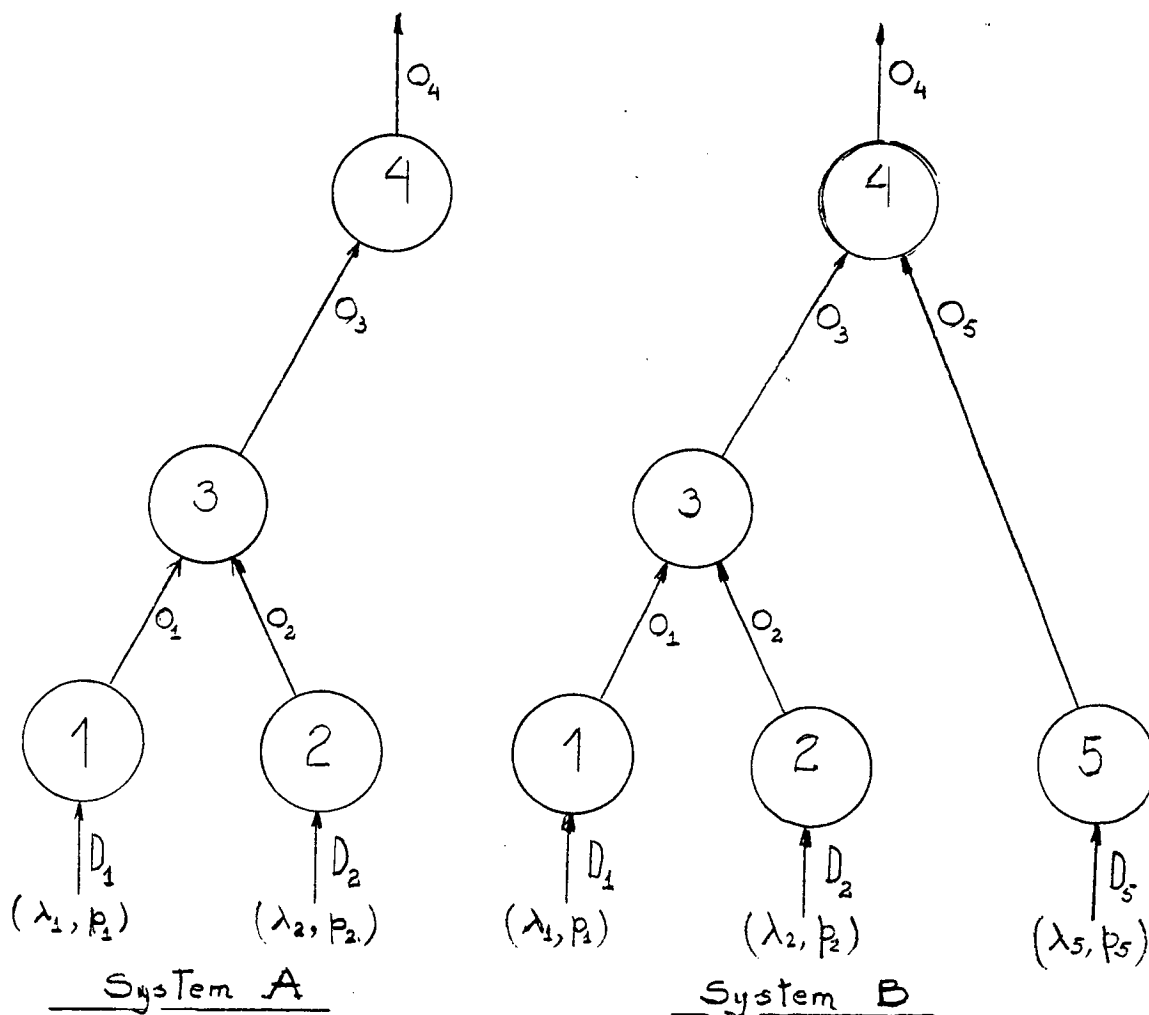 O₄
4
O₃
3
O₁ O₂
1 2
D₁ D₂
(λ₁, p₁) (λ₂, p₂)
System A
O₄
4
O₃ O₅
3
O₁ O₂
1 2 5
D₁ D₂ D₅
(λ₁, p₁) (λ₂, p₂) (λ₅, p₅)
System B